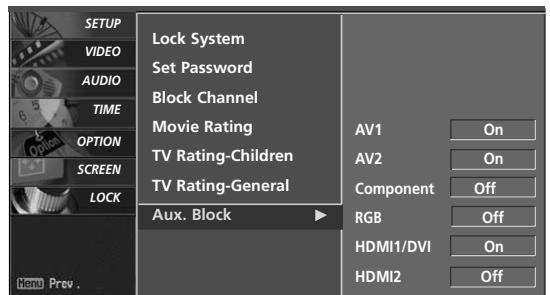 SETUP
VIDEO
AUDIO
TIME
OPTION
SCREEN
LOCK
Menu Prev.
Lock System
Set Password
Block Channel
Movie Rating
TV Rating-Children
TV Rating-General
Aux. Block ►
AV1 On
AV2 On
Component Off
RGB Off
HDMI1/DVI On
HDMI2 Off